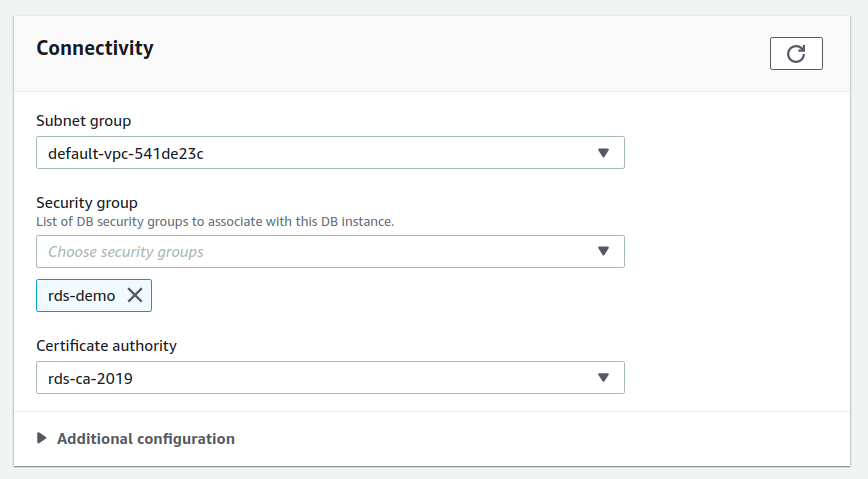 Connectivity
Subnet group
default-vpc-541de23c
Security group
List of DB security groups to associate with this DB instance.
Choose security groups
rds-demo
Certificate authority
rds-ca-2019
Additional configuration